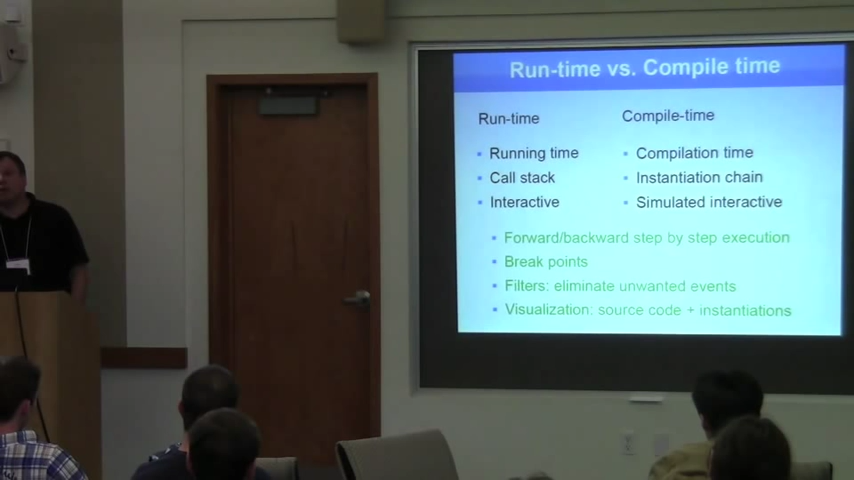 Run-time vs. Compile time
Run-time
• Running time
• Call stack
• Interactive
Compile-time
• Compilation time
• Instantiation chain
• Simulated interactive
• Forward/backward step by step execution
• Break points
• Filters: eliminate unwanted events
• Visualization: source code + instantiations